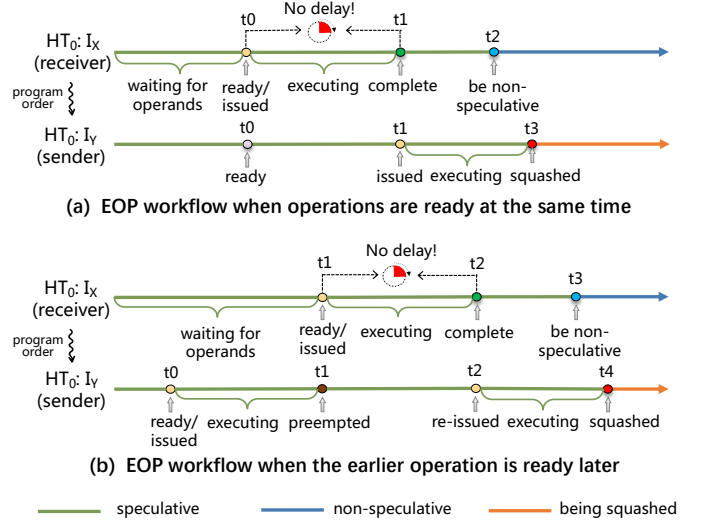 No delay!
t0 t1 t2
HT0: IX
(receiver)
waiting for operands
ready/issued
executing
complete
be non-speculative
program order
HT0: IY
(sender)
t0 t1 t3
ready
issued
executing
squashed
(a) EOP workflow when operations are ready at the same time
No delay!
t1 t2 t3
HT0: IX
(receiver)
waiting for operands
ready/issued
executing
complete
be non-speculative
program order
HT0: IY
(sender)
t0 t1 t2 t4
ready/issued
executing
preempted
re-issued
executing
squashed
(b) EOP workflow when the earlier operation is ready later
speculative non-speculative being squashed